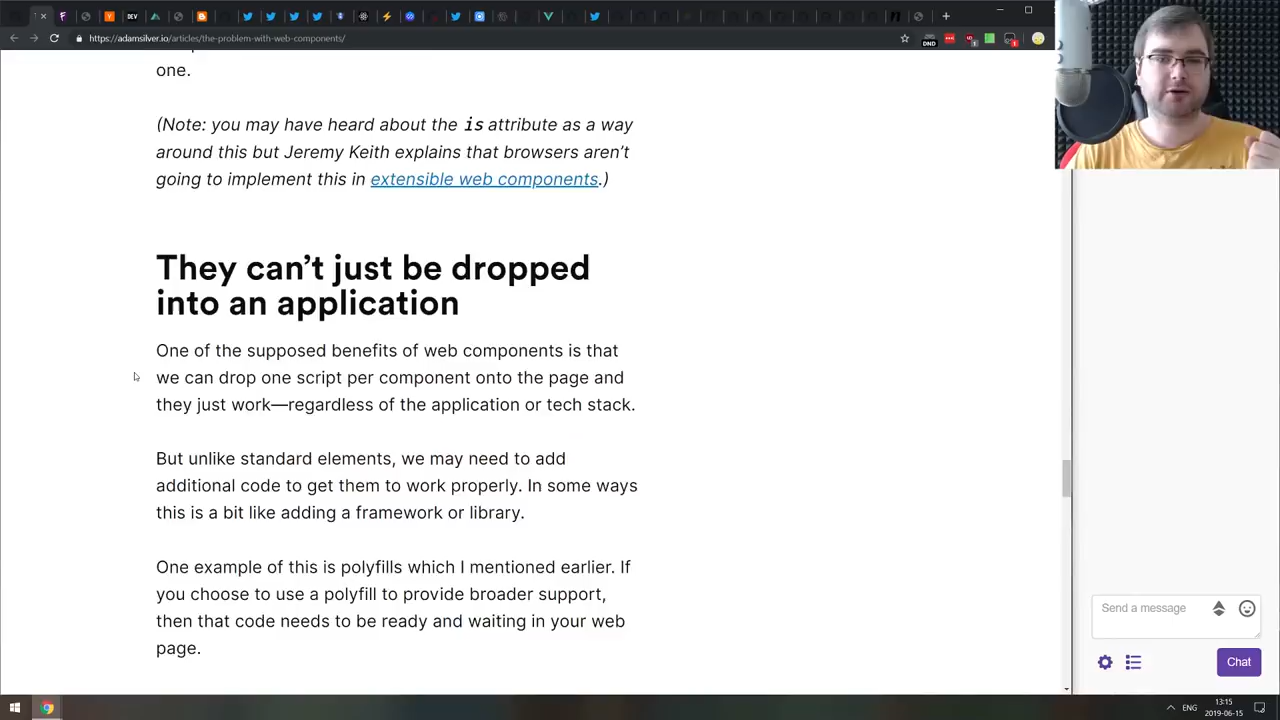 DEV
https://adamsilver.io/articles/the-problem-with-web-components/
DND
one.
(Note: you may have heard about the is attribute as a way
around this but Jeremy Keith explains that browsers aren’t
going to implement this in extensible web components.)
They can’t just be dropped
into an application
One of the supposed benefits of web components is that
we can drop one script per component onto the page and
they just work—regardless of the application or tech stack.
But unlike standard elements, we may need to add
additional code to get them to work properly. In some ways
this is a bit like adding a framework or library.
One example of this is polyfills which I mentioned earlier. If
you choose to use a polyfill to provide broader support,
then that code needs to be ready and waiting in your web
page.
Send a message
Chat
ENG
13:15
2019-06-15